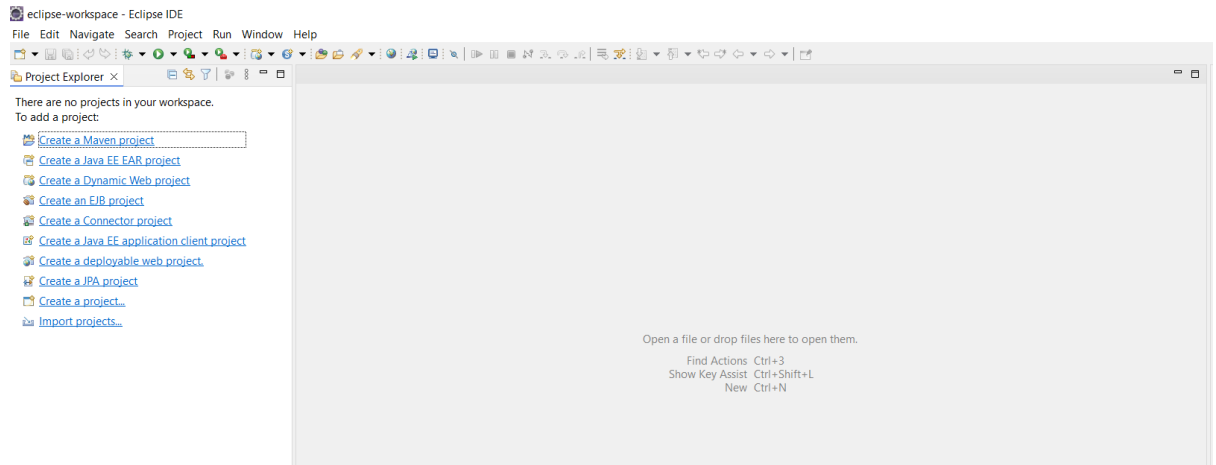 eclipse-workspace - Eclipse IDE
File Edit Navigate Search Project Run Window Help
Project Explorer
There are no projects in your workspace.
To add a project:
Create a Maven project
Create a Java EE EAR project
Create a Dynamic Web project
Create an EJB project
Create a Connector project
Create a Java EE application client project
Create a deployable web project.
Create a JPA project
Create a project...
Import projects...
Open a file or drop files here to open them.
Find Actions Ctrl+3
Show Key Assist Ctrl+Shift+L
New Ctrl+N